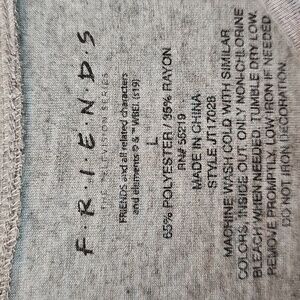 F·R·I·E·N·D·S
THE TELEVISION SERIES
FRIENDS and all related characters
and elements © & ™ WBEI. (s19)
L
65% POLYESTER / 35% RAYON
RN# 55219
MADE IN CHINA
STYLE: JT17028
MACHINE WASH COLD WITH SIMILAR
COLORS, INSIDE OUT. ONLY NON-CHLORINE
BLEACH WHEN NEEDED. TUMBLE DRY LOW.
REMOVE PROMPTLY. LOW IRON IF NEEDED.
DO NOT IRON DECORATION.